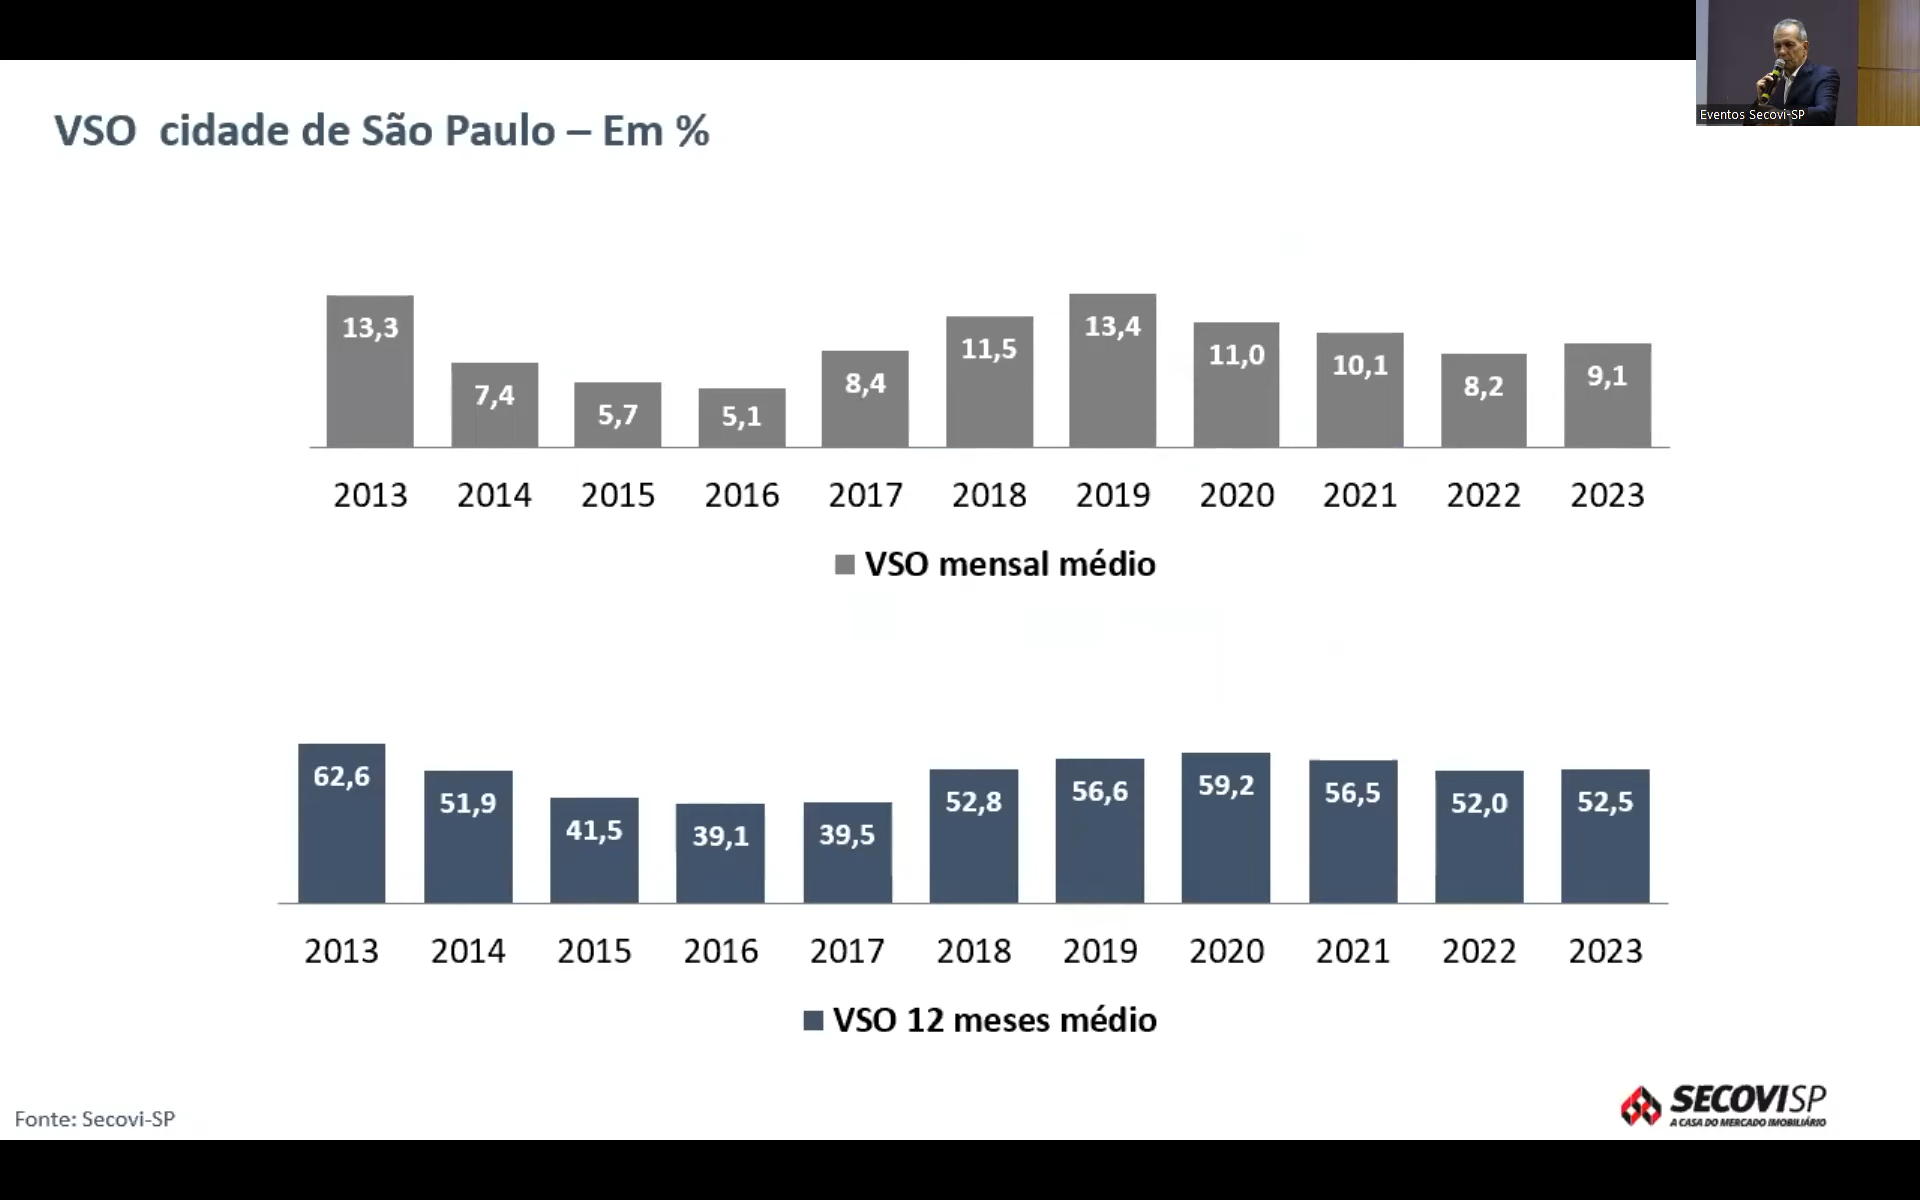 Eventos Secovi-SP
VSO cidade de São Paulo – Em %
13,3
7,4
5,7
5,1
8,4
11,5
13,4
11,0
10,1
8,2
9,1
2013 2014 2015 2016 2017 2018 2019 2020 2021 2022 2023
VSO mensal médio
62,6
51,9
41,5
39,1
39,5
52,8
56,6
59,2
56,5
52,0
52,5
2013 2014 2015 2016 2017 2018 2019 2020 2021 2022 2023
VSO 12 meses médio
SECOVISP
A CASA DO MERCADO IMOBILIÁRIO
Fonte: Secovi-SP